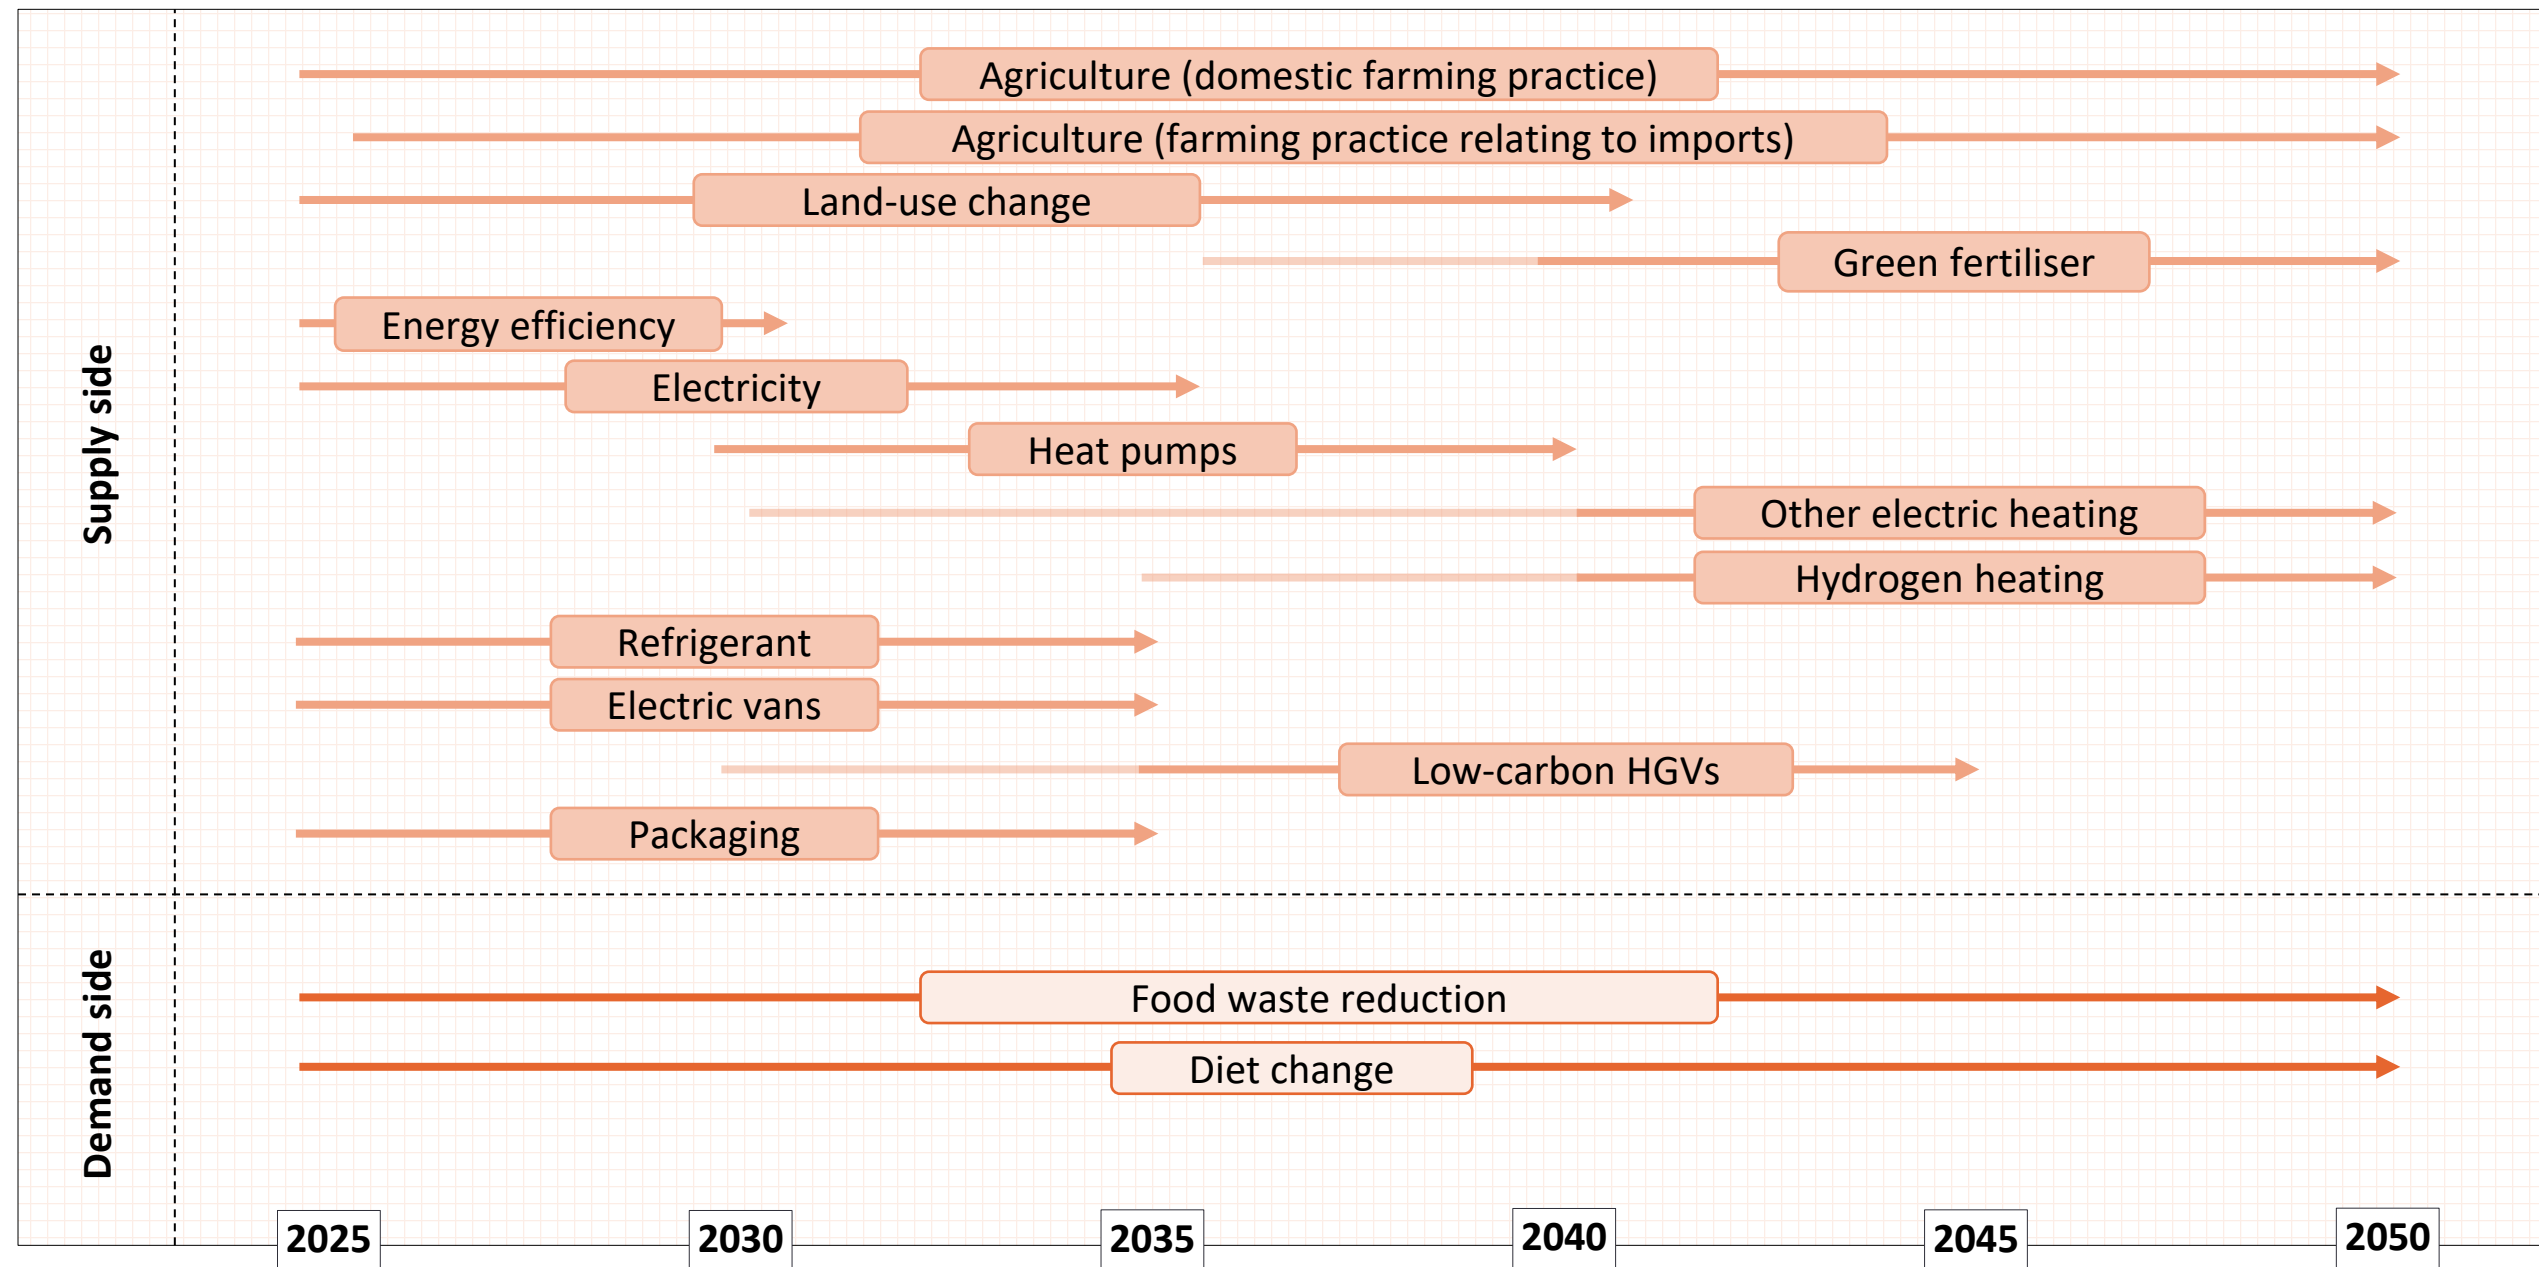 Supply side
Agriculture (domestic farming practice)
Agriculture (farming practice relating to imports)
Land-use change
Green fertiliser
Energy efficiency
Electricity
Heat pumps
Other electric heating
Hydrogen heating
Refrigerant
Electric vans
Low-carbon HGVs
Packaging
Demand side
Food waste reduction
Diet change
2025 2030 2035 2040 2045 2050